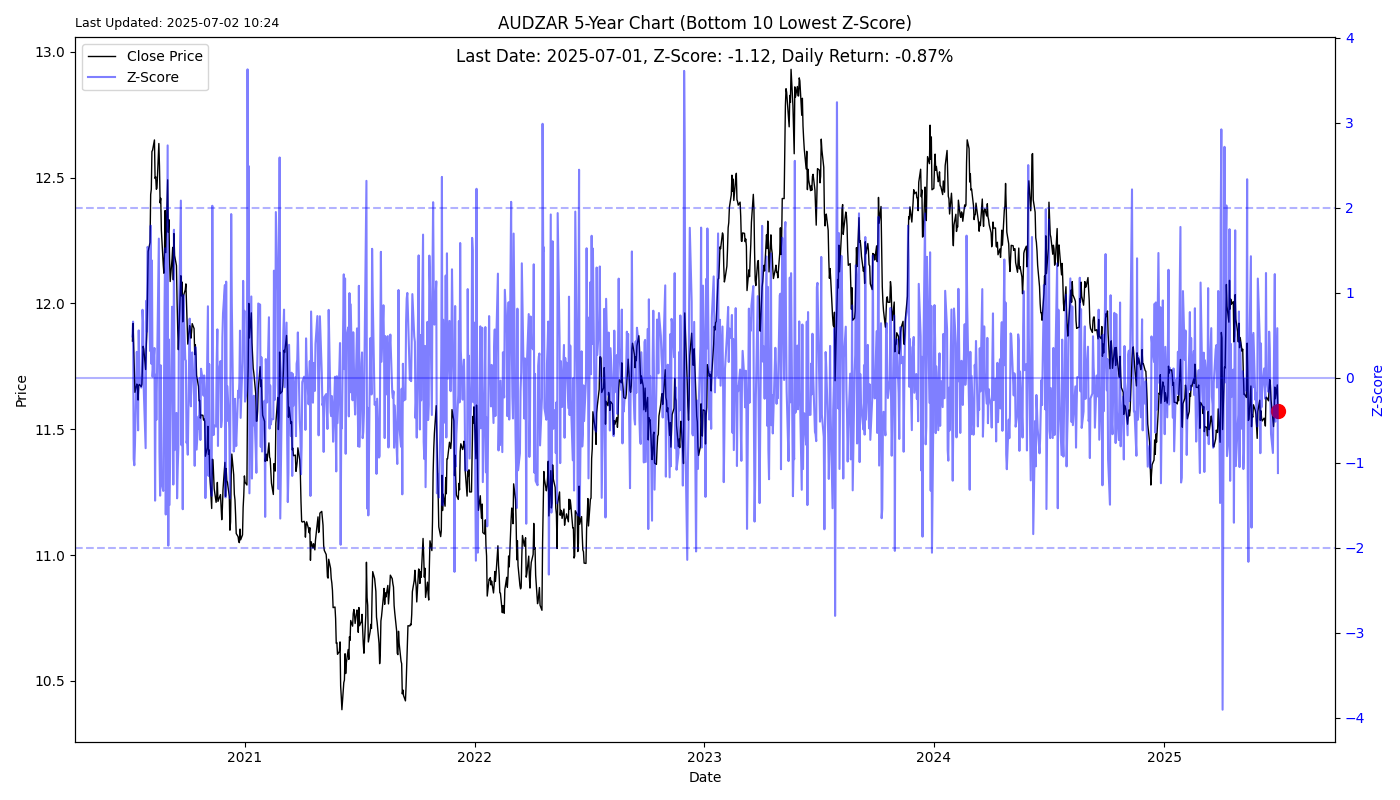 Last Updated: 2025-07-02 10:24
AUDZAR 5-Year Chart (Bottom 10 Lowest Z-Score)
Last Date: 2025-07-01, Z-Score: -1.12, Daily Return: -0.87%
Close Price
Z-Score
Price
13.0
12.5
12.0
11.5
11.0
10.5
4
3
2
1
0
−1
−2
−3
−4
Z-Score
2021
2022
2023
2024
2025
Date